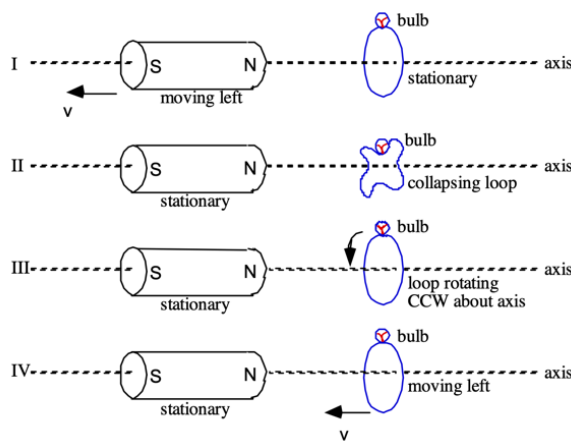 bulb
I S N axis
moving left stationary
v
bulb
II S N axis
collapsing loop
stationary
bulb
III S N axis
loop rotating
CCW about axis
stationary
bulb
IV S N axis
moving left
stationary
v